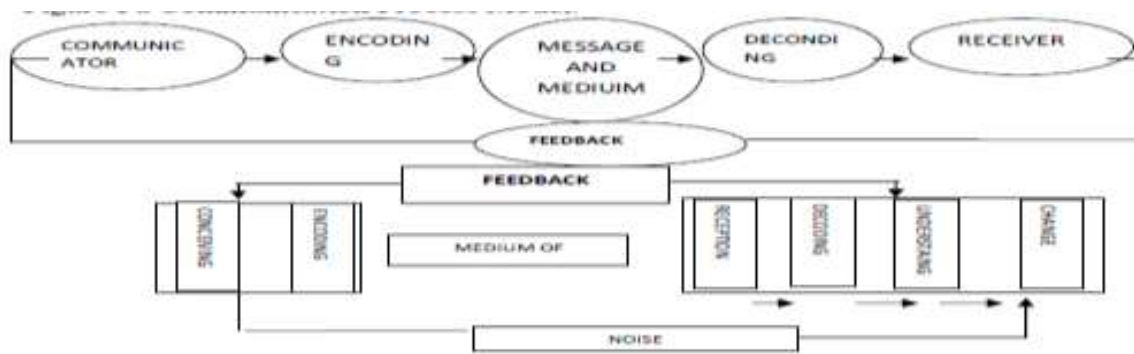 COMMUNIC
ATOR
ENCODIN
G
MESSAGE
AND
MEDIUIM
DECONDI
NG
RECEIVER
FEEDBACK
FEEDBACK
CONCEIVING
ENCODING
MEDIUM OF
RECEPTION
DECODING
UNDERSTAING
CHANGE
NOISE